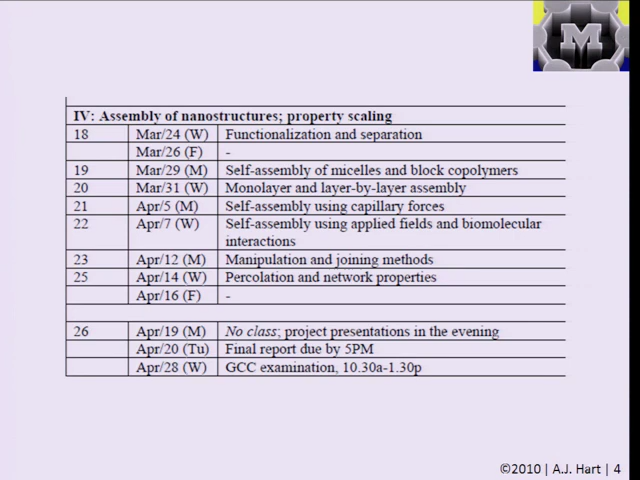 M
IV: Assembly of nanostructures; property scaling
18 Mar/24 (W) Functionalization and separation
Mar/26 (F) -
19 Mar/29 (M) Self-assembly of micelles and block copolymers
20 Mar/31 (W) Monolayer and layer-by-layer assembly
21 Apr/5 (M) Self-assembly using capillary forces
22 Apr/7 (W) Self-assembly using applied fields and biomolecular
interactions
23 Apr/12 (M) Manipulation and joining methods
25 Apr/14 (W) Percolation and network properties
Apr/16 (F) -
26 Apr/19 (M) No class; project presentations in the evening
Apr/20 (Tu) Final report due by 5PM
Apr/28 (W) GCC examination, 10.30a-1.30p
©2010 | A.J. Hart | 4